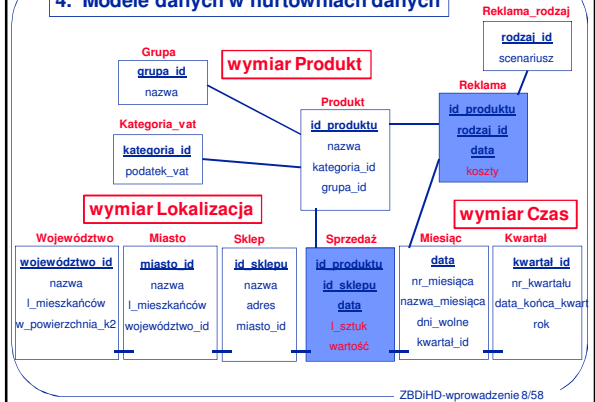 4. Modele danych w hurtowniach danych
Reklama_rodzaj
rodzaj_id
scenariusz
Grupa
grupa_id
nazwa
wymiar Produkt
Produkt
id_produktu
nazwa
kategoria_id
grupa_id
Reklama
id_produktu
rodzaj_id
data
koszty
Kategoria_vat
kategoria_id
podatek_vat
wymiar Lokalizacja
wymiar Czas
Województwo
województwo_id
nazwa
l_mieszkańców
w_powierzchnia_k2
Miasto
miasto_id
nazwa
l_mieszkańców
województwo_id
Sklep
id_sklepu
nazwa
adres
miasto_id
Sprzedaż
id_produktu
id_sklepu
data
l_sztuk
wartość
Miesiąc
data
nr_miesiąca
nazwa_miesiąca
dni_wolne
kwartał_id
Kwartał
kwartał_id
nr_kwartału
data_końca_kwart
rok
ZBDiHD-wprowadzenie 8/58